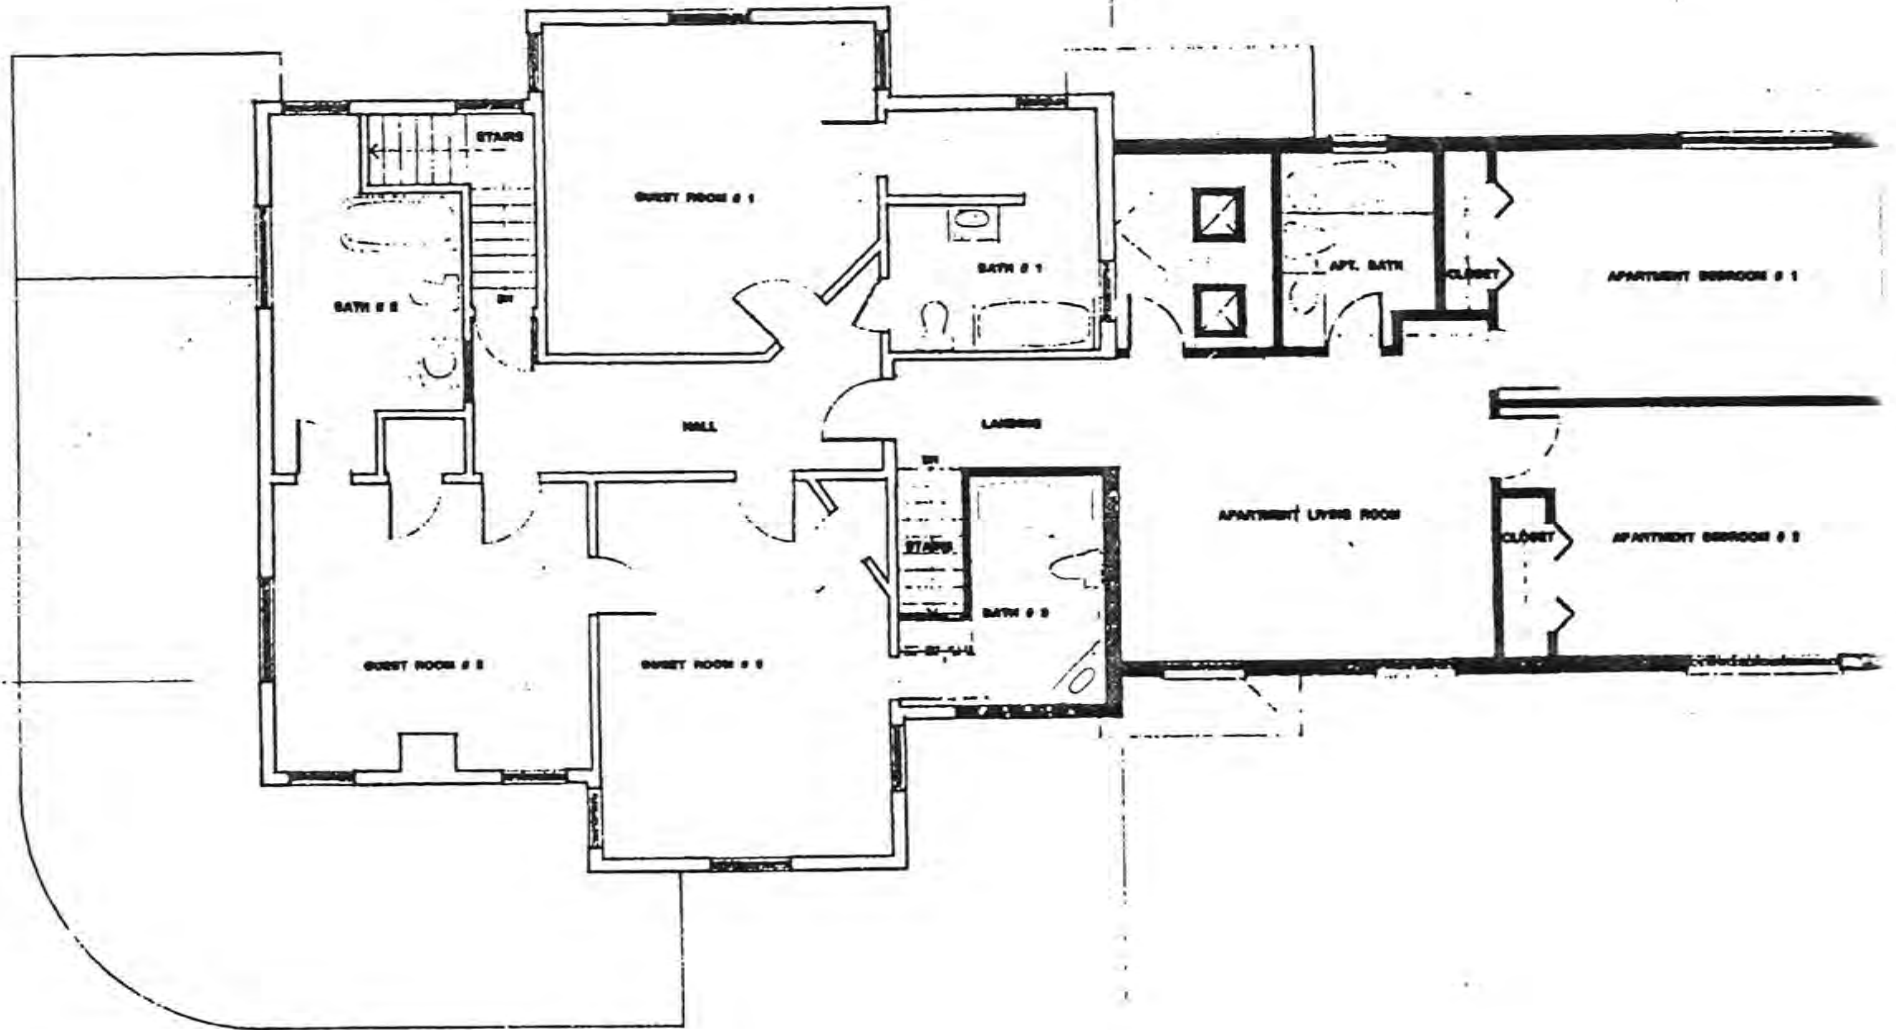 STAIRS
GUEST ROOM # 1
BATH # 1
APT. BATH
CLOSET
APARTMENT BEDROOM # 1
DN
BATH # 2
HALL
LANDING
DN
STAIRS
APARTMENT LIVING ROOM
CLOSET
APARTMENT BEDROOM # 2
BATH # 3
GUEST ROOM # 2
GUEST ROOM # 3